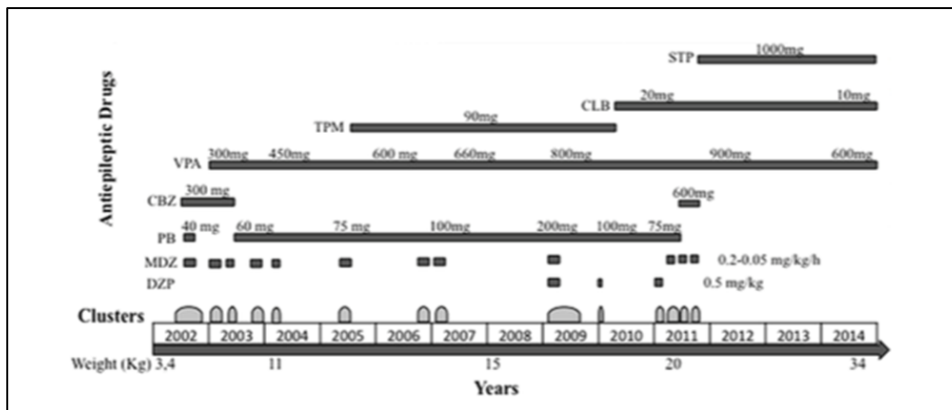 1000mg
STP
20mg 10mg
CLB
90mg
TPM
300mg 450mg 600 mg 660mg 800mg 900mg 600mg
VPA
300 mg 600mg
CBZ
40 mg 60 mg 75 mg 100mg 200mg 100mg 75mg
PB
MDZ 0.2-0.05 mg/kg/h
DZP 0.5 mg/kg
Antiepileptic Drugs
Clusters
2002 2003 2004 2005 2006 2007 2008 2009 2010 2011 2012 2013 2014
Weight (Kg) 3,4 11 15 20 34
Years